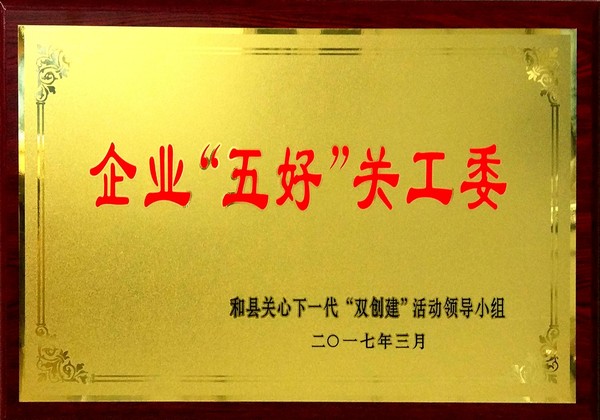 企业“五好”关工委
和县关心下一代“双创建”活动领导小组
二〇一七年三月